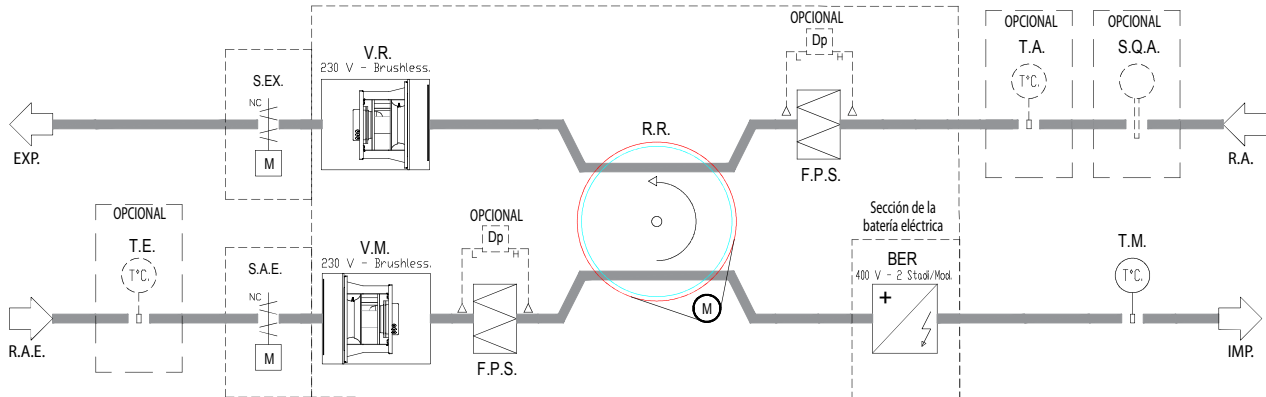 OPCIONAL
OPCIONAL
OPCIONAL
Dp
L
H
V.R.
230 V - Brushless.
T.A.
S.Q.A.
S.EX.
T°C.
NC
M
R.R.
EXP.
F.P.S.
R.A.
OPCIONAL
T.E.
T°C.
S.A.E.
NC
M
V.M.
230 V - Brushless.
OPCIONAL
Dp
L
H
Sección de la
batería eléctrica
BER
400 V - 2 Stadi/Mod.
T.M.
T°C.
M
R.A.E.
F.P.S.
IMP.